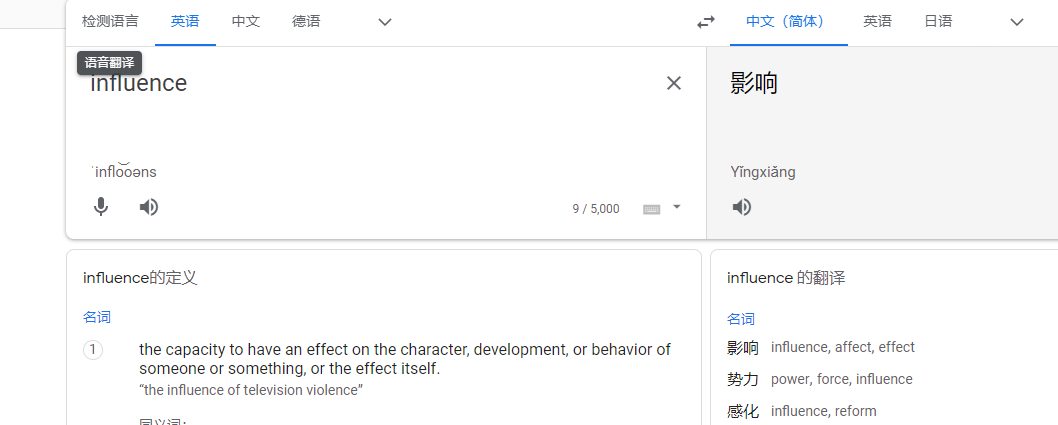 检测语言 英语 中文 德语
中文（简体） 英语 日语
语音翻译
influence
影响
ˈinflo͝oəns
Yǐngxiǎng
9 / 5,000
influence的定义
名词
1 the capacity to have an effect on the character, development, or behavior of
someone or something, or the effect itself.
“the influence of television violence”
同义词：
influence 的翻译
名词
影响 influence, affect, effect
势力 power, force, influence
感化 influence, reform